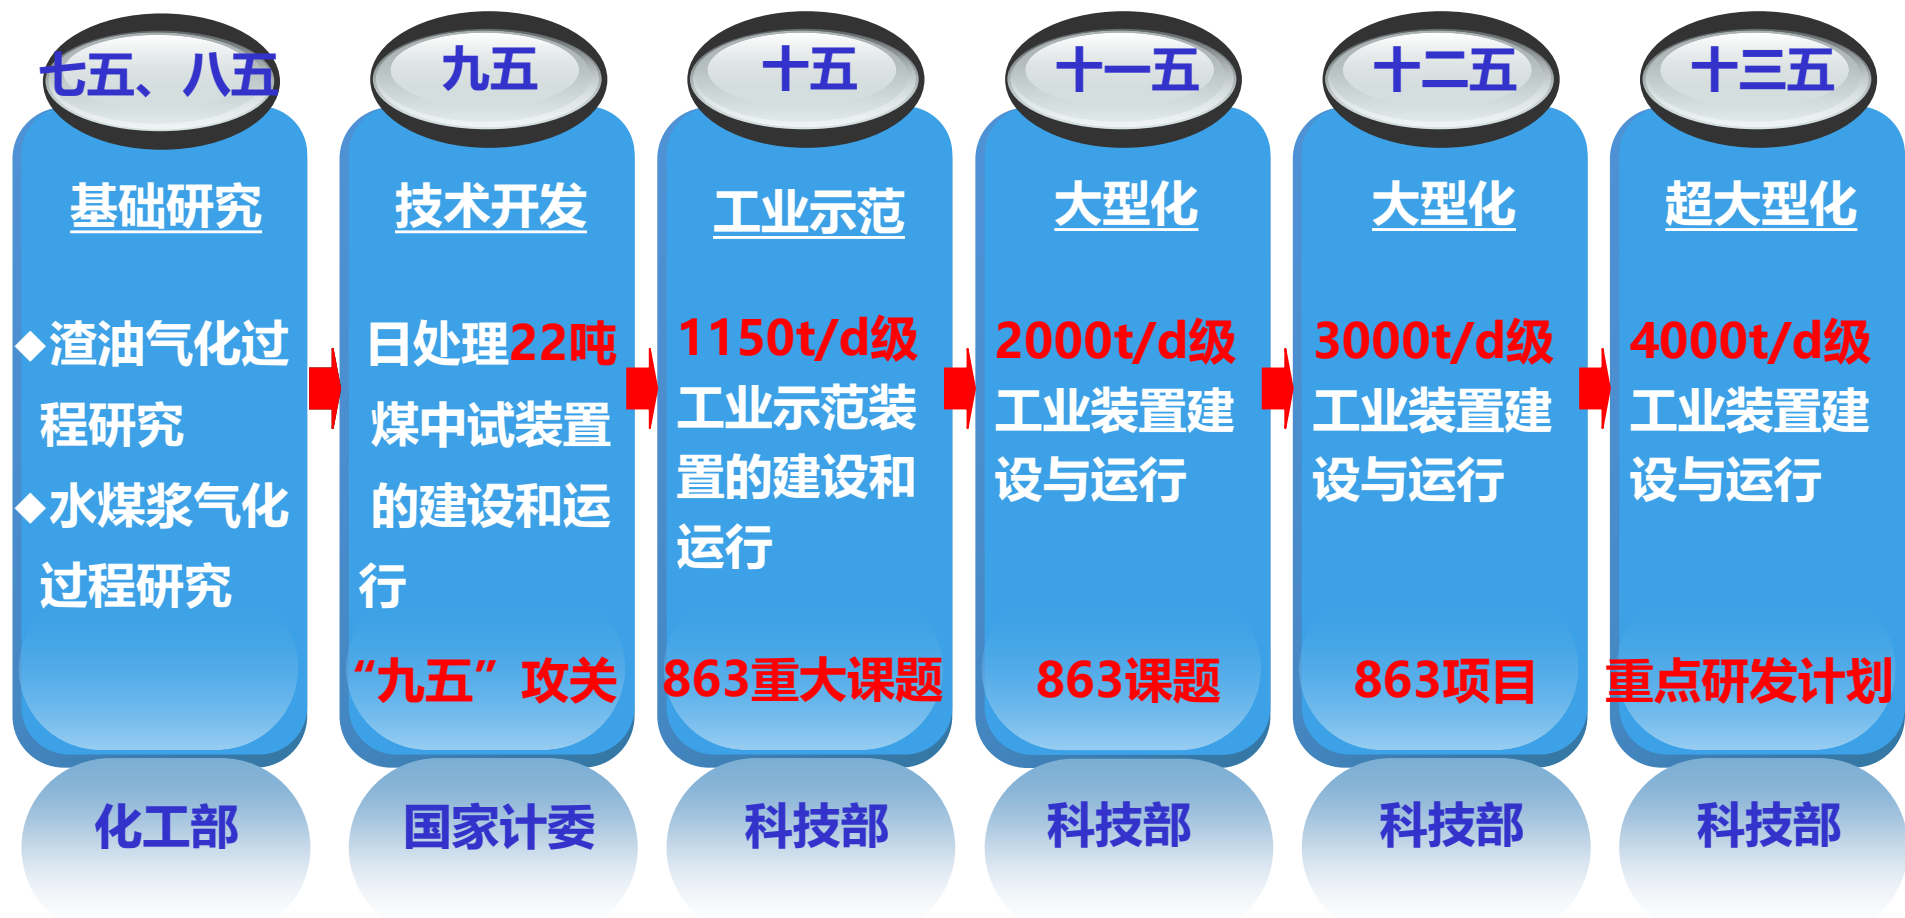 七五、八五
基础研究
◆渣油气化过
程研究
◆水煤浆气化
过程研究
化工部
九五
技术开发
日处理22吨
煤中试装置
的建设和运
行
“九五”攻关
国家计委
十五
工业示范
1150t/d级
工业示范装
置的建设和
运行
863重大课题
科技部
十一五
大型化
2000t/d级
工业装置建
设与运行
863课题
科技部
十二五
大型化
3000t/d级
工业装置建
设与运行
863项目
科技部
十三五
超大型化
4000t/d级
工业装置建
设与运行
重点研发计划
科技部